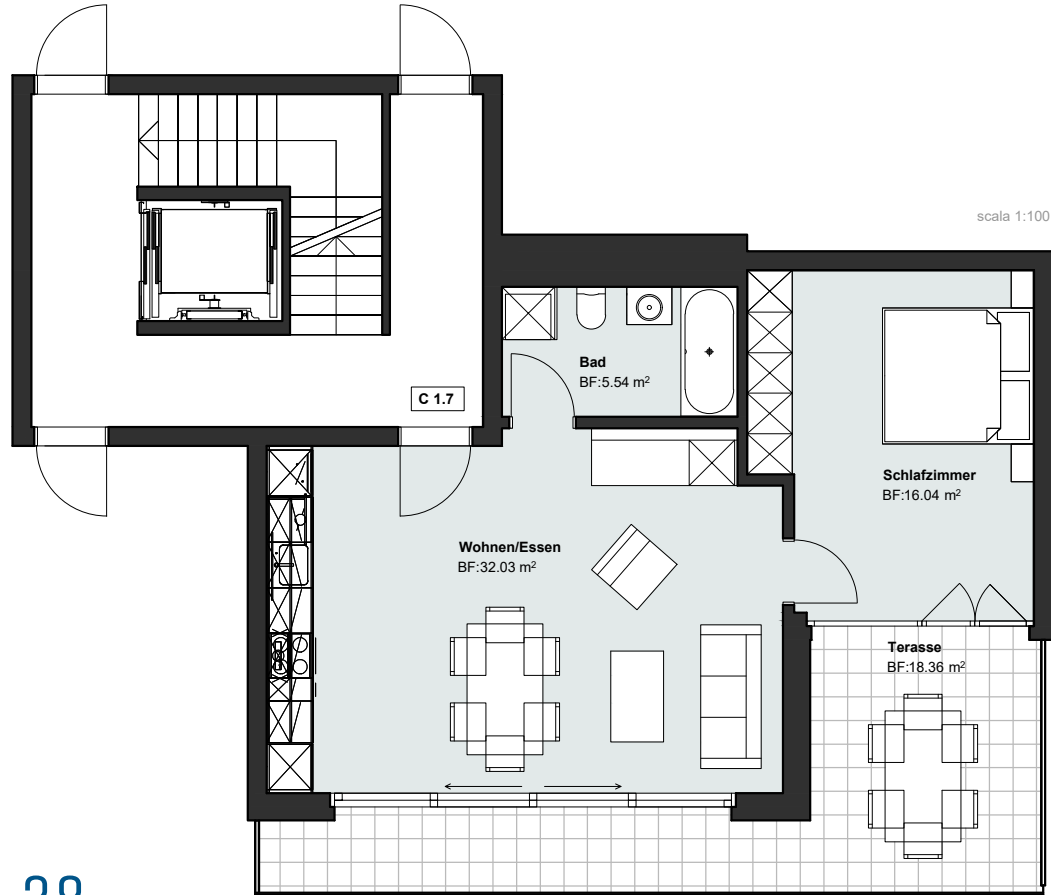 scala 1:100
Bad
BF:5.54 m²
C 1.7
Schlafzimmer
BF:16.04 m²
Wohnen/Essen
BF:32.03 m²
Terasse
BF:18.36 m²
28